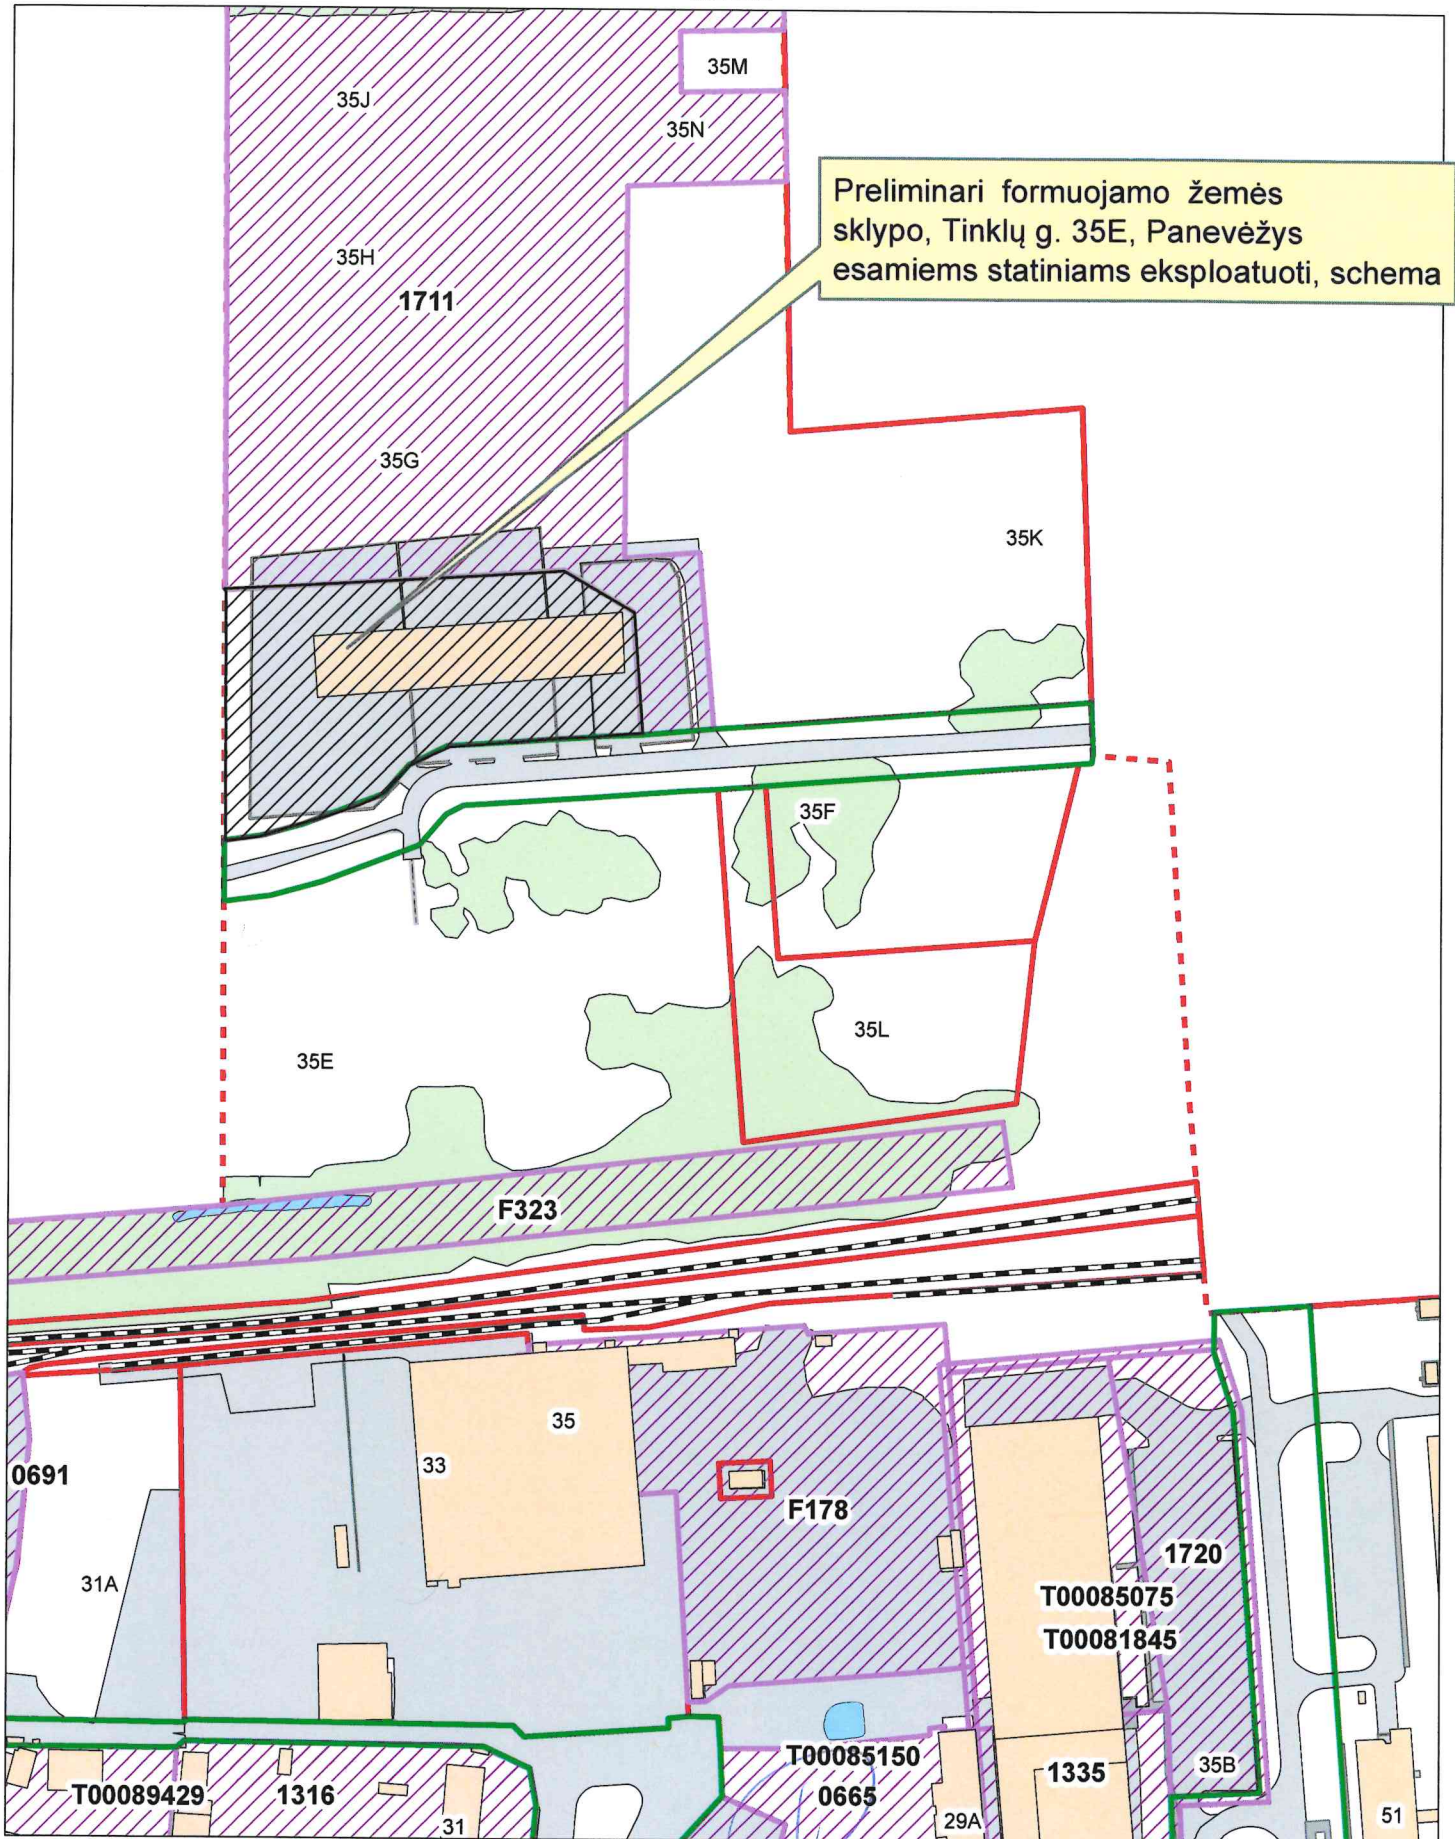 35M
35J
35N
Preliminari formuojamo žemės
sklypo, Tinklų g. 35E, Panevėžys
esamiems statiniams eksploatuoti, schema
35H
1711
35G
35K
35F
35L
35E
F323
35
33
0691
F178
1720
31A
T00085075
T00081845
T00085150
35B
1335
T00089429
1316
0665
31
29A
51